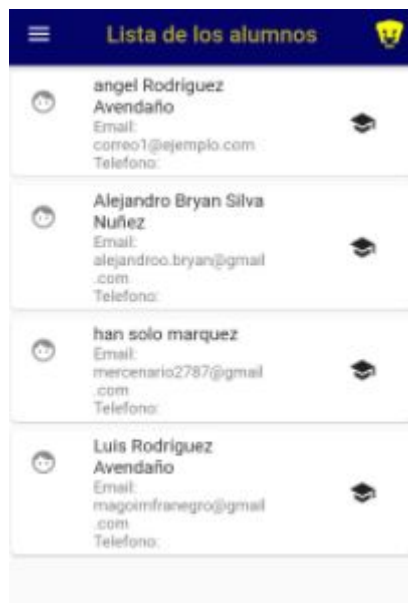 Lista de los alumnos
angel Rodriguez
Avendaño
Email:
correo1@ejemplo.com
Telefono:
Alejandro Bryan Silva
Nuñez
Email:
alejandroo.bryan@gmail
.com
Telefono:
han solo marquez
Email:
mercenario2787@gmail
.com
Telefono:
Luis Rodriguez
Avendaño
Email:
magoimfranegro@gmail
.com
Telefono: